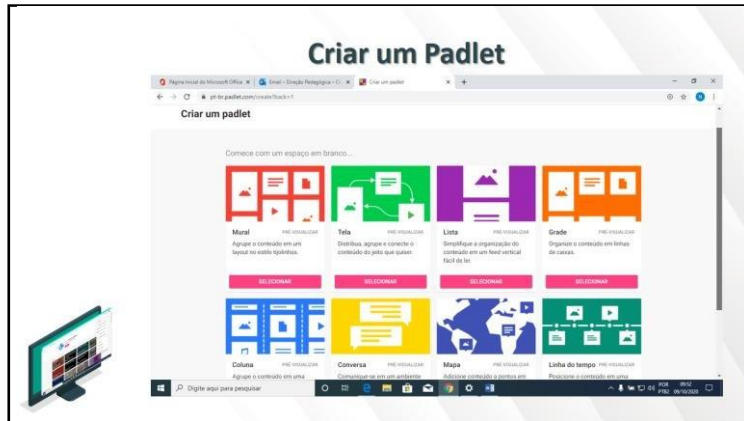 Criar um Padlet
Página Inicial do Microsoft Office
Email – Direção Pedagógica – O
Criar um padlet
pt-br.padlet.com/create?back=1
Criar um padlet
Comece com um espaço em branco...
Mural PRÉ-VISUALIZAR
Agrupe o conteúdo em um
layout no estilo tijolinhos.
SELECIONAR
Tela PRÉ-VISUALIZAR
Distribua, agrupe e conecte o
conteúdo do jeito que quiser.
SELECIONAR
Lista PRÉ-VISUALIZAR
Simplifique a organização do
conteúdo em um feed vertical
fácil de ler.
SELECIONAR
Grade PRÉ-VISUALIZAR
Organize o conteúdo em linhas
de caixas.
SELECIONAR
Coluna PRÉ-VISUALIZAR
Agrupe o conteúdo em uma
Conversa PRÉ-VISUALIZAR
Comunique-se em um ambiente
Mapa PRÉ-VISUALIZAR
Adicione conteúdo a pontos em
Linha do tempo PRÉ-VISUALIZAR
Posicione o conteúdo em uma
Digite aqui para pesquisar
POR 09:52
PTB2 09/10/2020